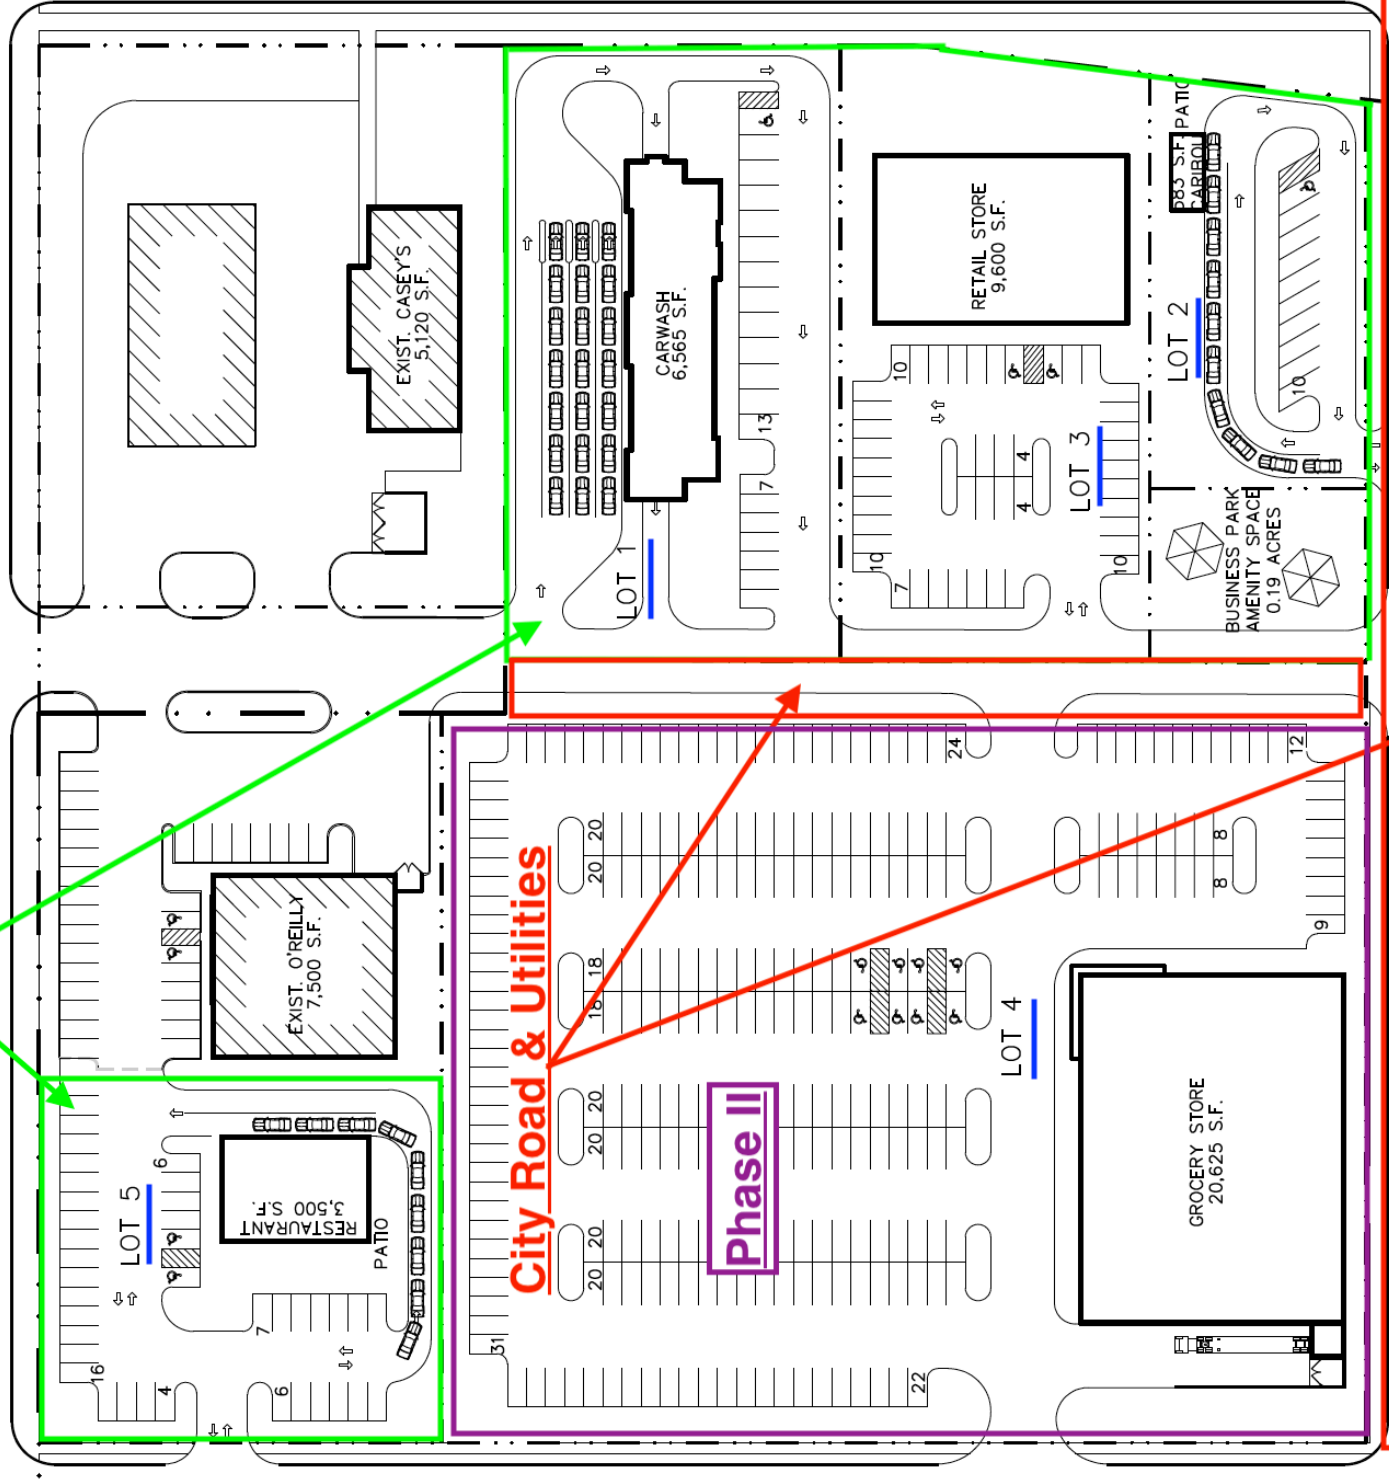 EXIST. CASEY'S
5,120 S.F.
CARWASH
6,565 S.F.
13
7
LOT 1
RETAIL STORE
9,600 S.F.
10
4
4
10
7
10
LOT 3
S.F. PATIO
CARIBOU
LOT 2
10
BUSINESS PARK
AMENITY SPACE
0.19 ACRES
EXIST. O'REILLY
7,500 S.F.
City Road & Utilities
24
12
20
20
8
8
9
18
18
20
20
20
20
31
22
Phase II
LOT 4
GROCERY STORE
20,625 S.F.
LOT 5
6
RESTAURANT
3,500 S.F.
PATIO
7
16
4
6